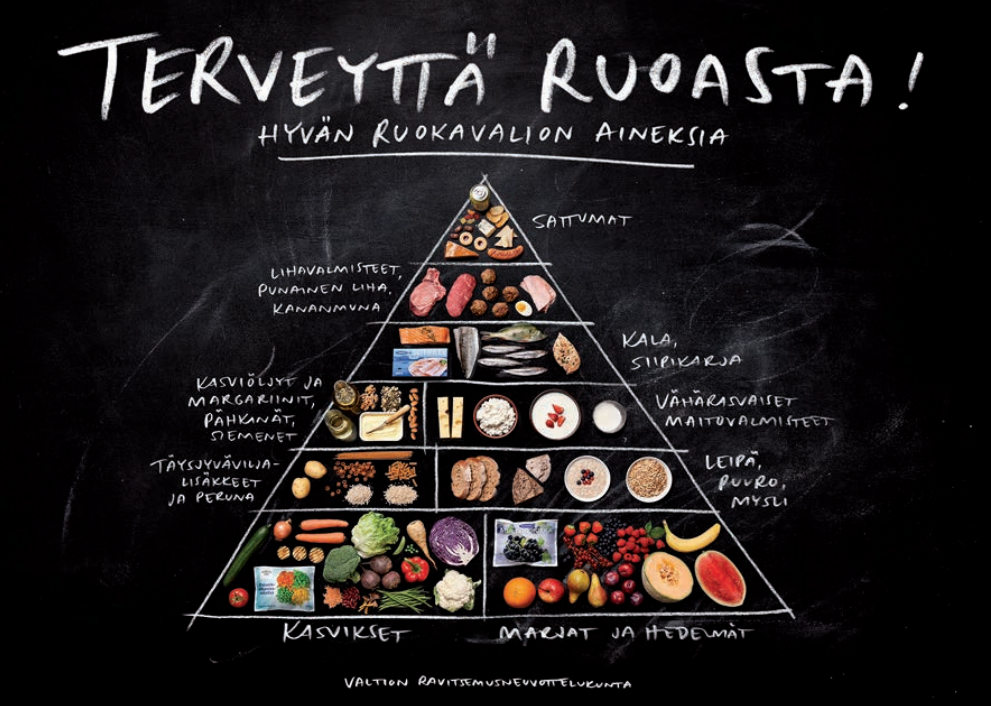 TERVEYTTÄ RUOASTA!
HYVÄN RUOKAVALION AINEKSIA
SATTUMAT
LIHAVALMISTEET,
PUNAINEN LIHA,
KANANMUNA
KALA,
SIIPIKARJA
KASVIÖLJYT JA
MARGARIINIT,
PÄHKINÄT,
SIEMENET
VÄHÄRASVAISET
MAITOVALMISTEET
TÄYSJYVÄVILJA-
LISÄKKEET
JA PERUNA
LEIPÄ,
PUURO,
MYSLI
KASVIKSET
MARJAT JA HEDELMÄT
VALTION RAVITSEMUSNEUVOTTELUKUNTA